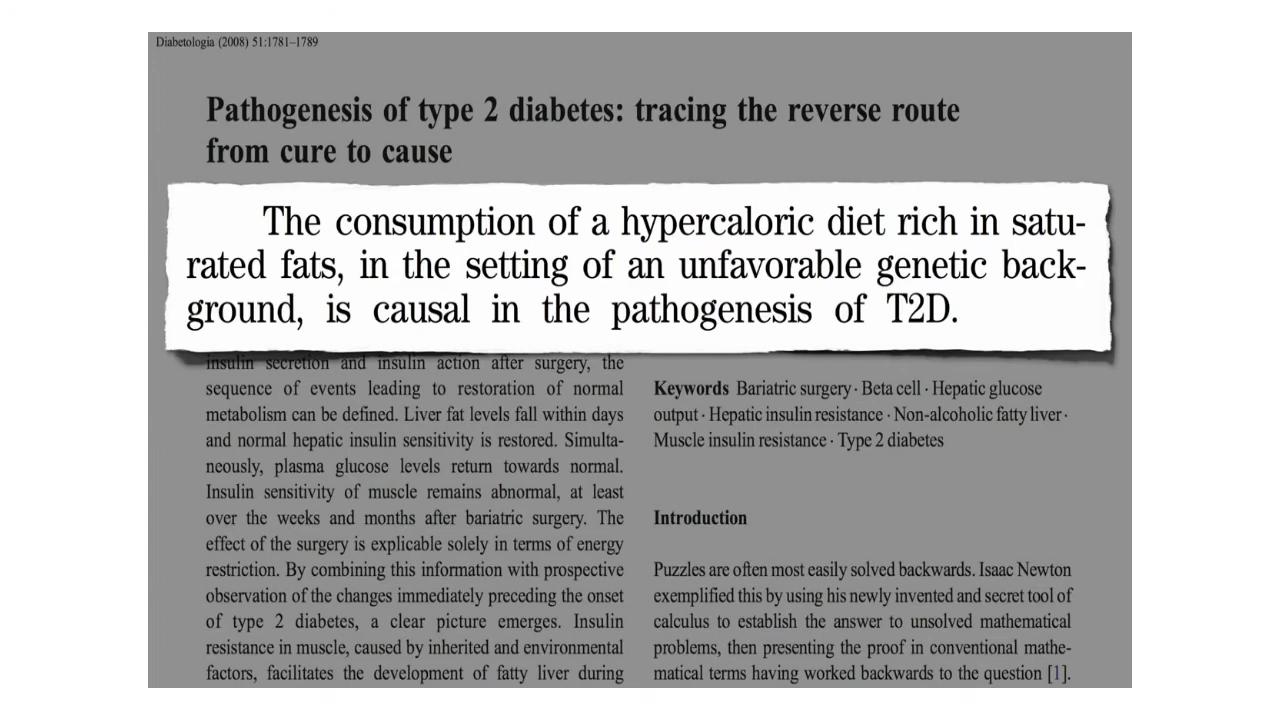 Diabetologia (2008) 51:1781–1789
Pathogenesis of type 2 diabetes: tracing the reverse route
from cure to cause
The consumption of a hypercaloric diet rich in satu-
rated fats, in the setting of an unfavorable genetic back-
ground, is causal in the pathogenesis of T2D.
insulin secretion and insulin action after surgery, the
sequence of events leading to restoration of normal
metabolism can be defined. Liver fat levels fall within days
and normal hepatic insulin sensitivity is restored. Simulta-
neously, plasma glucose levels return towards normal.
Insulin sensitivity of muscle remains abnormal, at least
over the weeks and months after bariatric surgery. The
effect of the surgery is explicable solely in terms of energy
restriction. By combining this information with prospective
observation of the changes immediately preceding the onset
of type 2 diabetes, a clear picture emerges. Insulin
resistance in muscle, caused by inherited and environmental
factors, facilitates the development of fatty liver during
Keywords Bariatric surgery · Beta cell · Hepatic glucose
output · Hepatic insulin resistance · Non-alcoholic fatty liver ·
Muscle insulin resistance · Type 2 diabetes
Introduction
Puzzles are often most easily solved backwards. Isaac Newton
exemplified this by using his newly invented and secret tool of
calculus to establish the answer to unsolved mathematical
problems, then presenting the proof in conventional mathe-
matical terms having worked backwards to the question [1].